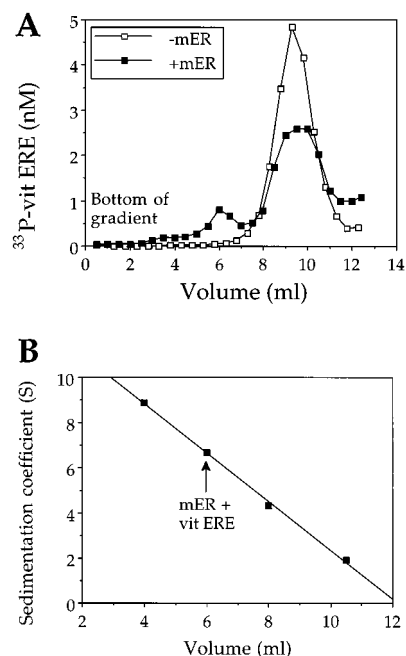 A
-mER
+mER
³³P-vit ERE (nM)
5
4
3
2
1
0
Bottom of
gradient
0 2 4 6 8 10 12 14
Volume (ml)
B
Sedimentation coefficient (S)
10
8
6
4
2
0
mER +
vit ERE
2 4 6 8 10 12
Volume (ml)